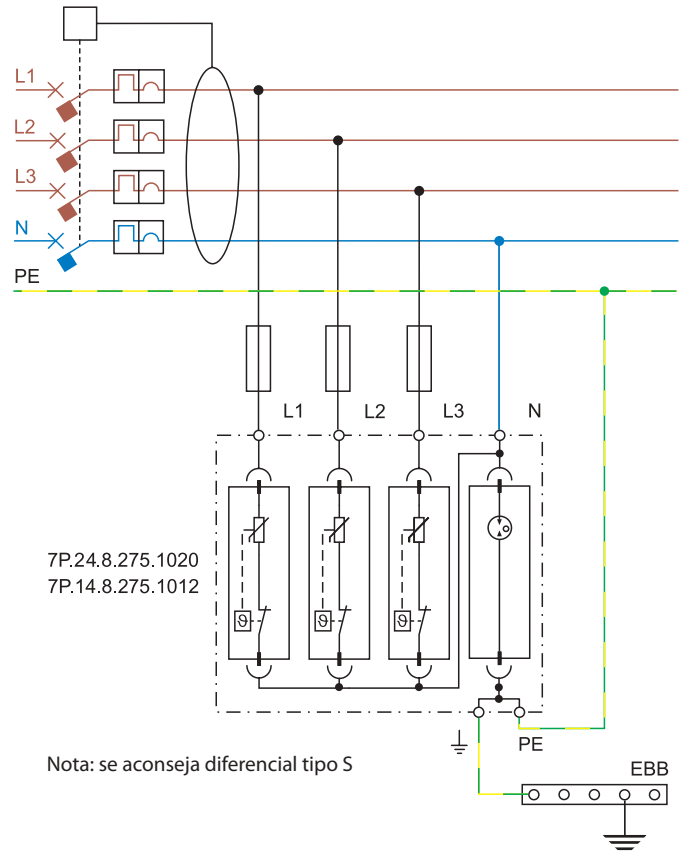 L1
L2
L3
N
PE
L1 L2 L3 N
7P.24.8.275.1020
7P.14.8.275.1012
ϑ ϑ ϑ
PE
Nota: se aconseja diferencial tipo S
EBB